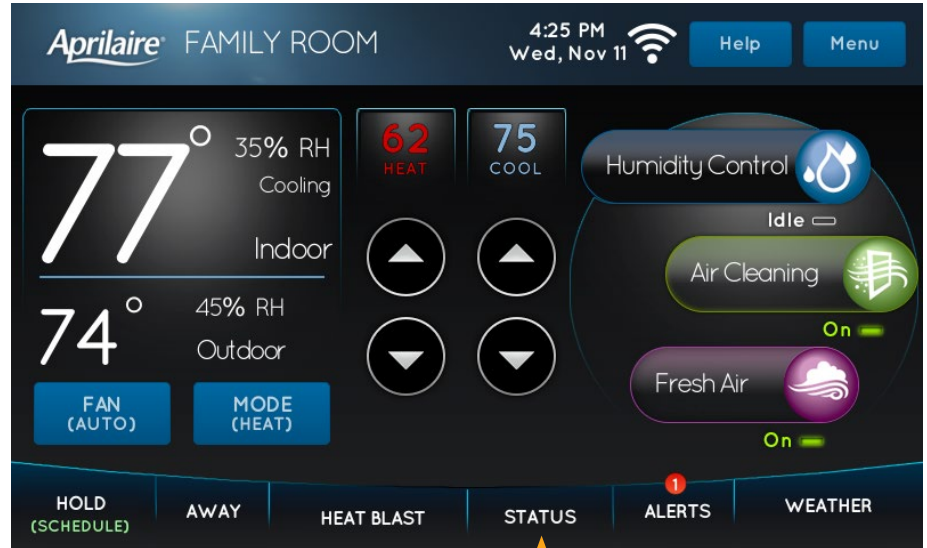 Aprilaire® FAMILY ROOM
4:25 PM
Wed, Nov 11
Help
Menu
77°
35% RH
Cooling
Indoor
74°
45% RH
Outdoor
FAN
(AUTO)
MODE
(HEAT)
62
HEAT
75
COOL
Humidity Control
Idle
Air Cleaning
On
Fresh Air
On
HOLD
(SCHEDULE)
AWAY
HEAT BLAST
STATUS
1
ALERTS
WEATHER